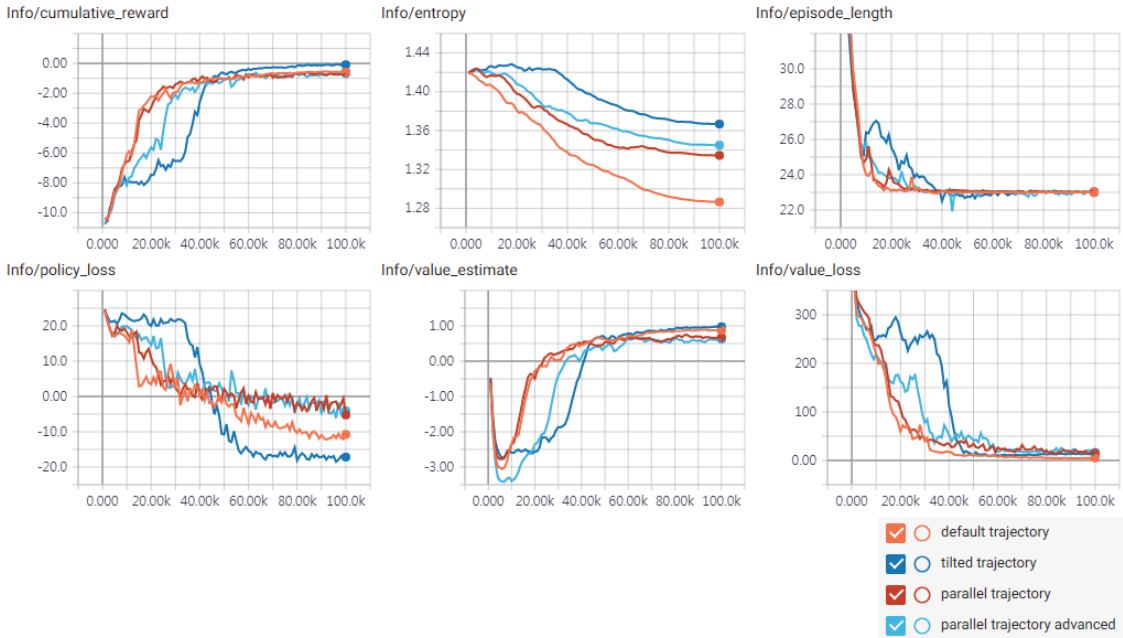 Info/cumulative_reward
0.00
-2.00
-4.00
-6.00
-8.00
-10.0
0.000 20.00k 40.00k 60.00k 80.00k 100.0k
Info/entropy
1.44
1.40
1.36
1.32
1.28
0.000 20.00k 40.00k 60.00k 80.00k 100.0k
Info/episode_length
30.0
28.0
26.0
24.0
22.0
0.000 20.00k 40.00k 60.00k 80.00k 100.0k
Info/policy_loss
20.0
10.0
0.00
-10.0
-20.0
0.000 20.00k 40.00k 60.00k 80.00k 100.0k
Info/value_estimate
1.00
0.00
-1.00
-2.00
-3.00
0.000 20.00k 40.00k 60.00k 80.00k 100.0k
Info/value_loss
300
200
100
0.00
0.000 20.00k 40.00k 60.00k 80.00k 100.0k
default trajectory
tilted trajectory
parallel trajectory
parallel trajectory advanced